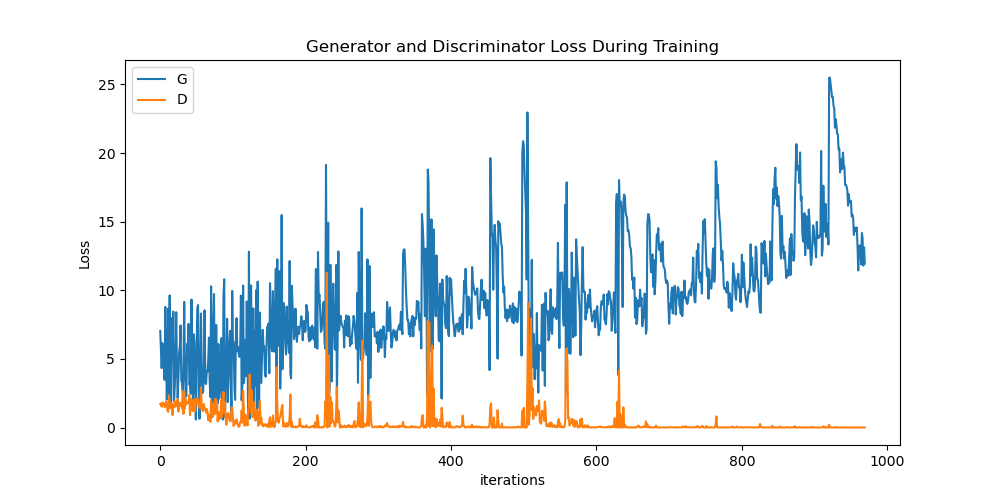 Generator and Discriminator Loss During Training
G
D
25
20
15
10
5
0
Loss
0 200 400 600 800 1000
iterations